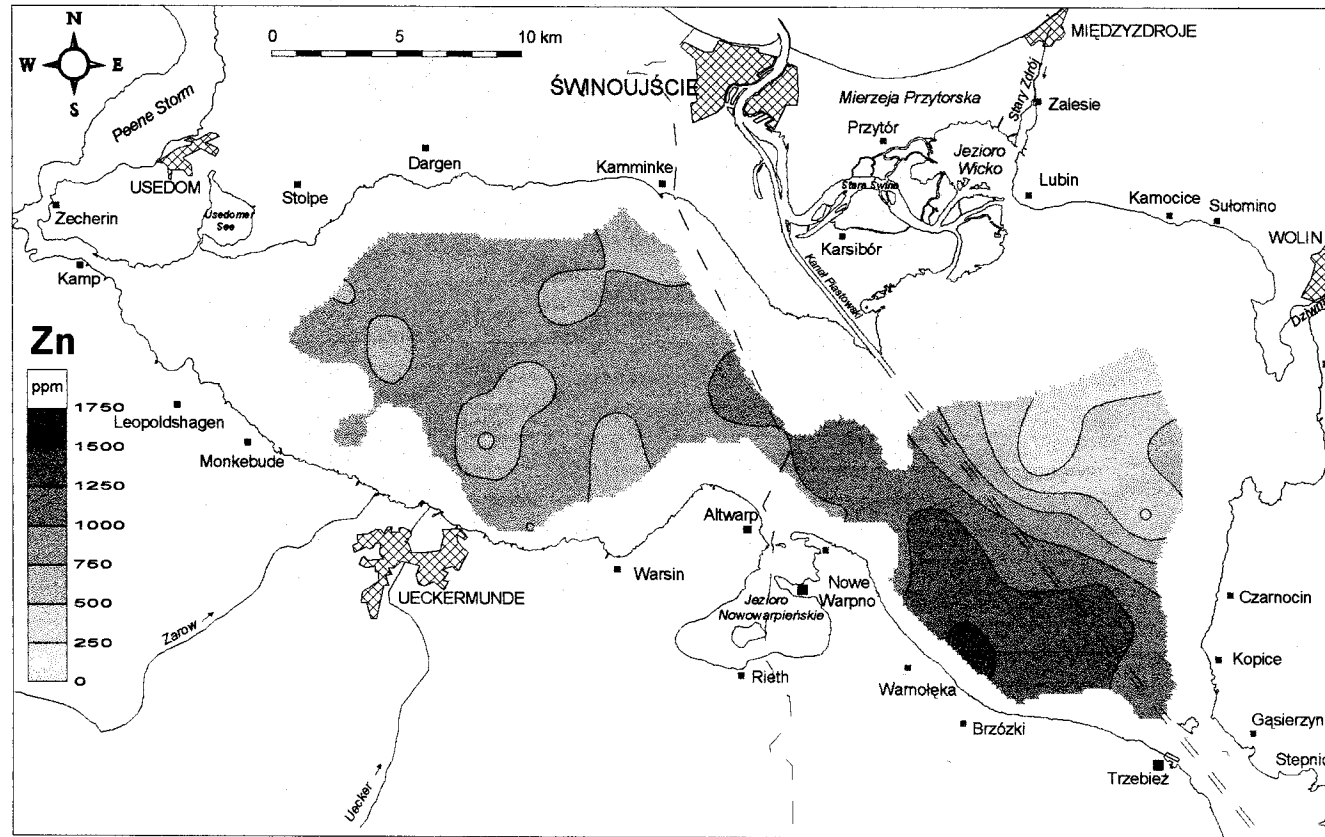 N
W E
S
0 5 10 km
MIĘDZYZDROJE
ŚWINOUJŚCIE
Stary Zdrój
Mierzeja Przytorska
Zalesie
Peene Strom
Przytór
Jezioro
Wicko
Dargen
Kamminke
USEDOM
Stolpe
Stara Świna
Lubin
Zecherin
Usedomer
See
Karsibór
Karnocice
Sułomino
WOLIN
Kamp
Kanał Piastowski
Zn
ppm
1750
1500
1250
1000
750
500
250
0
Leopoldshagen
Monkebude
Altwarp
Warsin
Nowe
Warpno
UECKERMUNDE
Jezioro
Nowowarpieńskie
Czarnocin
Zarow
Rieth
Warnołęka
Kopice
Brzózki
Gąsierzyn
Uecker
Trzebież